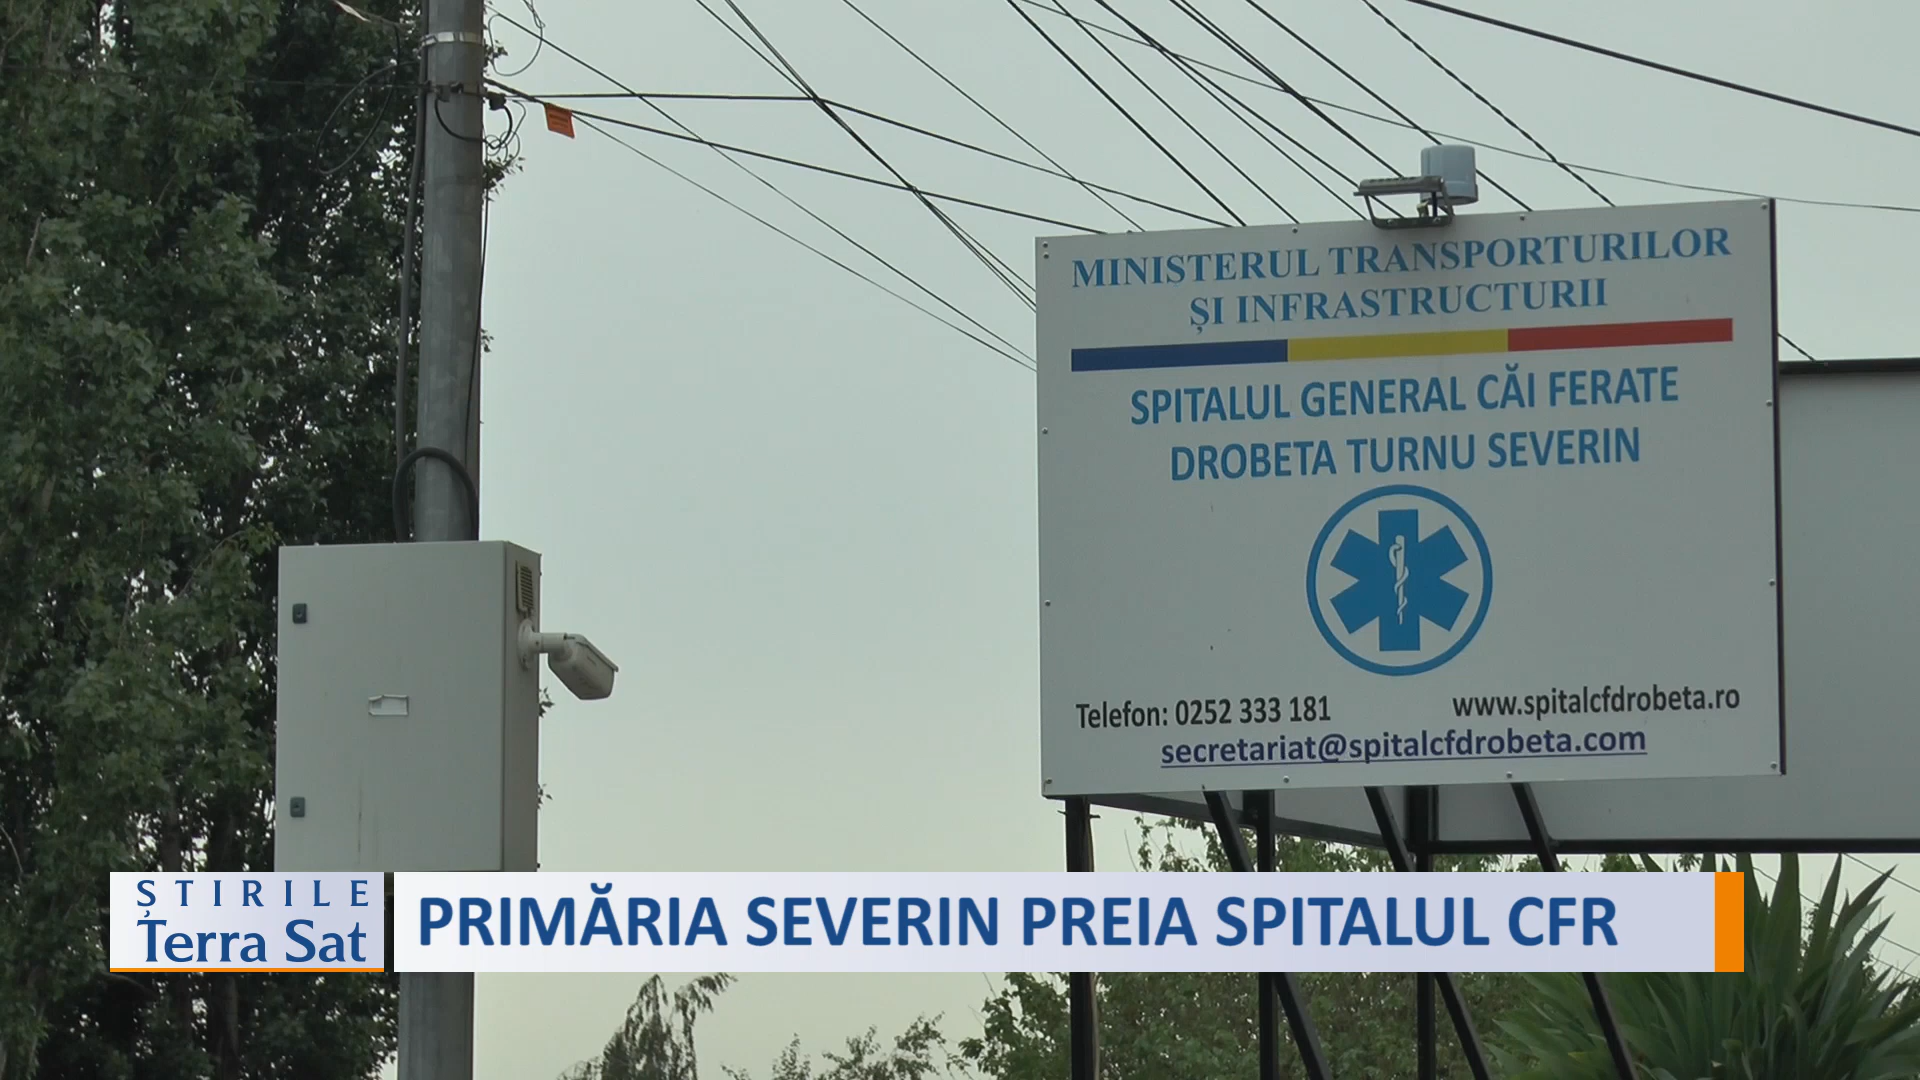 MINISTERUL TRANSPORTURILOR
ȘI INFRASTRUCTURII
SPITALUL GENERAL CĂI FERATE
DROBETA TURNU SEVERIN
Telefon: 0252 333 181
www.spitalcfdrobeta.ro
secretariat@spitalcfdrobeta.com
ȘTIRILE
Terra Sat
PRIMĂRIA SEVERIN PREIA SPITALUL CFR